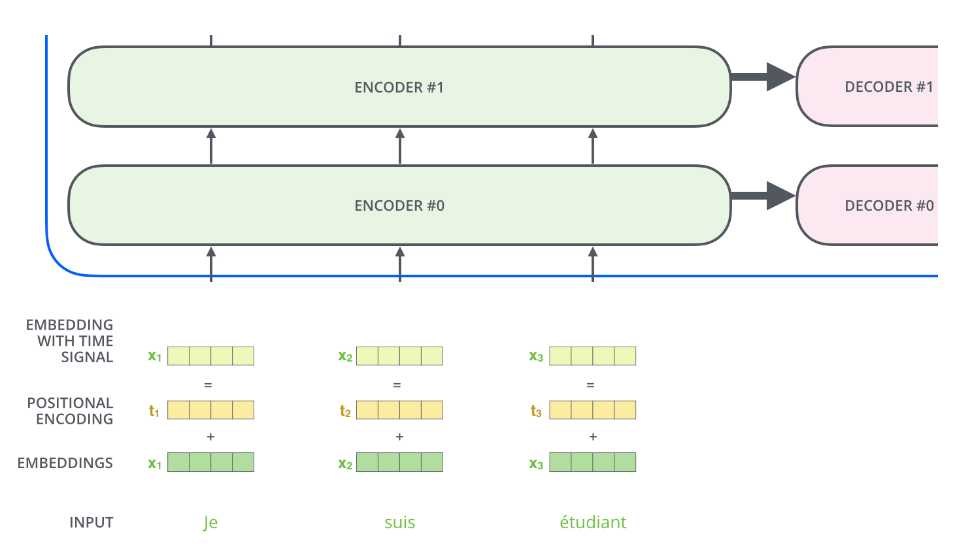 ENCODER #1
DECODER #1
ENCODER #0
DECODER #0
EMBEDDING
WITH TIME
SIGNAL
x1
x2
x3
= = =
POSITIONAL
ENCODING
t1
t2
t3
+ + +
EMBEDDINGS
x1
x2
x3
INPUT
Je
suis
étudiant